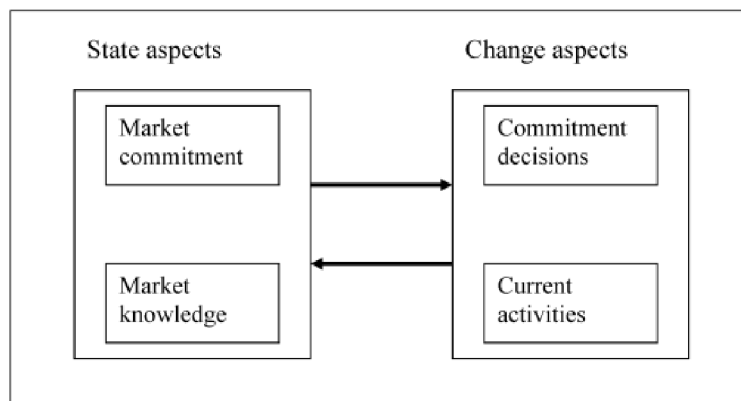 State aspects
Change aspects
Market
commitment
Commitment
decisions
Market
knowledge
Current
activities